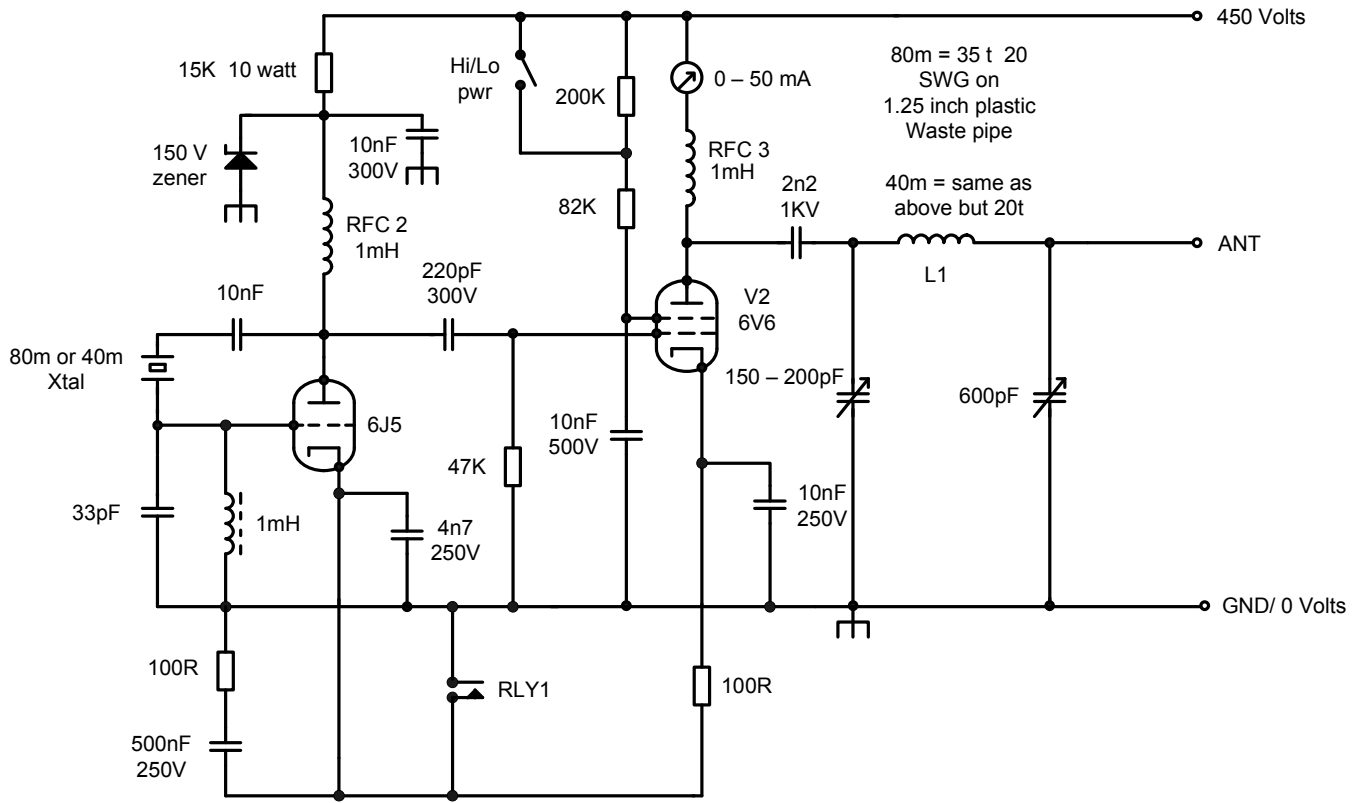 450 Volts
15K 10 watt
Hi/Lo
pwr
200K
0 – 50 mA
80m = 35 t 20
SWG on
1.25 inch plastic
Waste pipe
150 V
zener
10nF
300V
RFC 3
1mH
82K
2n2
1KV
40m = same as
above but 20t
RFC 2
1mH
ANT
L1
10nF
220pF
300V
V2
6V6
80m or 40m
Xtal
150 – 200pF
600pF
6J5
10nF
500V
47K
33pF
1mH
4n7
250V
10nF
250V
GND/ 0 Volts
100R
RLY1
100R
500nF
250V